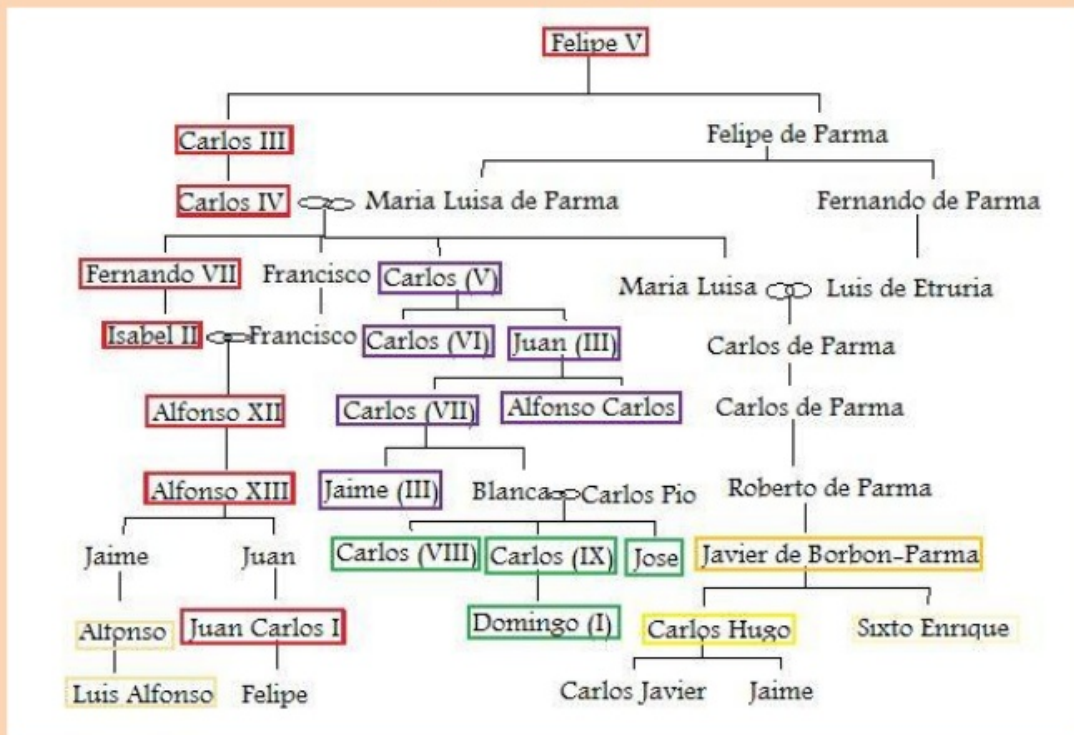 Felipe V
Carlos III
Felipe de Parma
Carlos IV
Maria Luisa de Parma
Fernando de Parma
Fernando VII
Francisco
Carlos (V)
Maria Luisa
Luis de Etruria
Isabel II
Francisco
Carlos (VI)
Juan (III)
Carlos de Parma
Alfonso XII
Carlos (VII)
Alfonso Carlos
Carlos de Parma
Alfonso XIII
Jaime (III)
Blanca
Carlos Pio
Roberto de Parma
Jaime
Juan
Carlos (VIII)
Carlos (IX)
Jose
Javier de Borbon-Parma
Alfonso
Juan Carlos I
Domingo (I)
Carlos Hugo
Sixto Enrique
Luis Alfonso
Felipe
Carlos Javier
Jaime